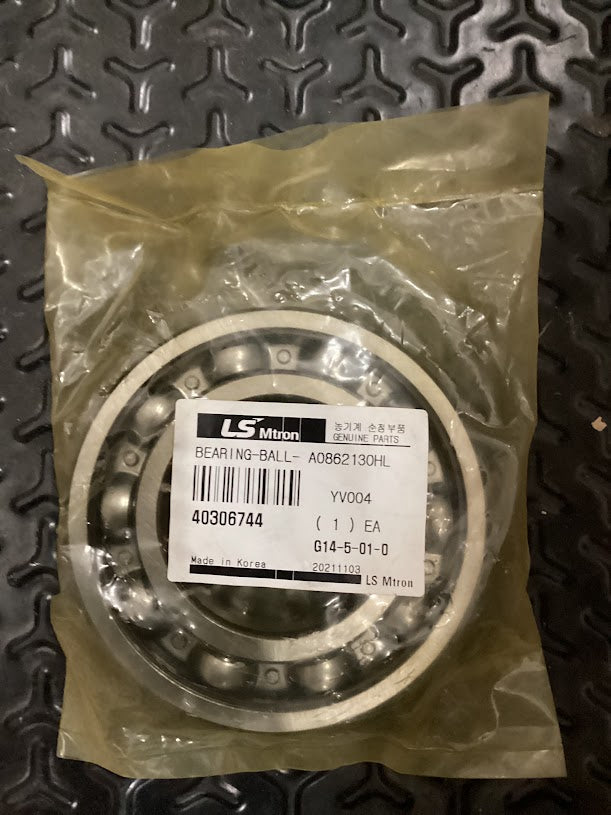 LS Mtron
농기계 순정부품
GENUINE PARTS
BEARING-BALL- A0862130HL
YV004
40306744
( 1 ) EA
G14-5-01-0
Made in Korea
20211103
LS Mtron